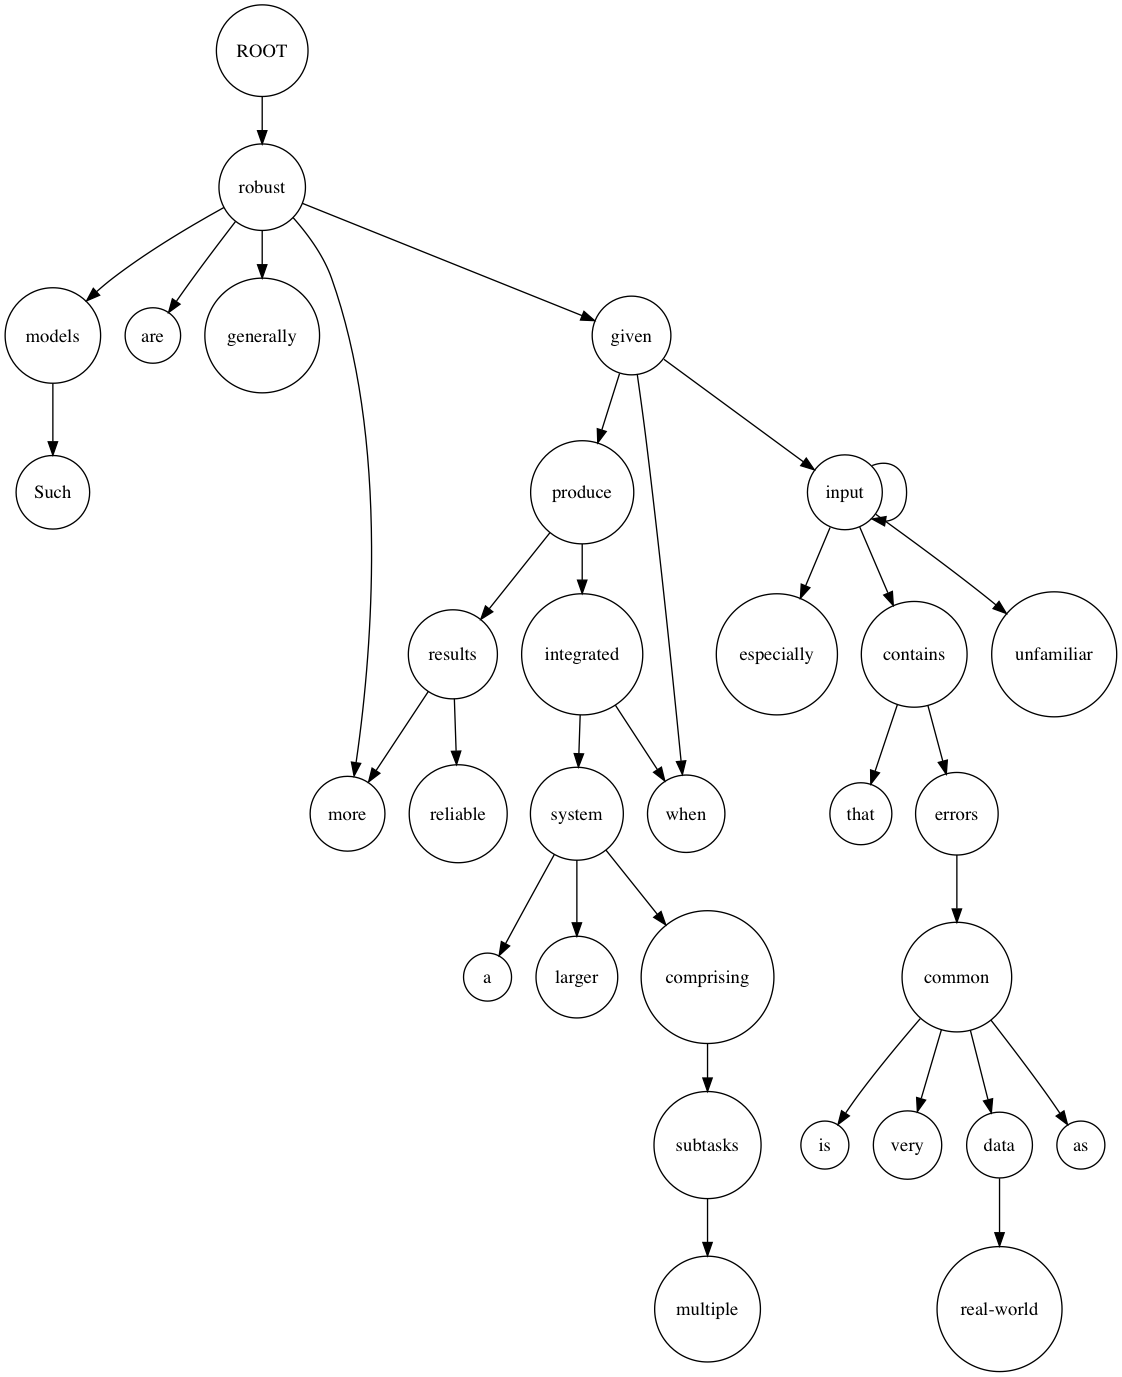 ROOT
robust
models
are
generally
given
Such
produce
input
results
integrated
especially
contains
unfamiliar
more
reliable
system
when
that
errors
a
larger
comprising
common
subtasks
is
very
data
as
multiple
real-world